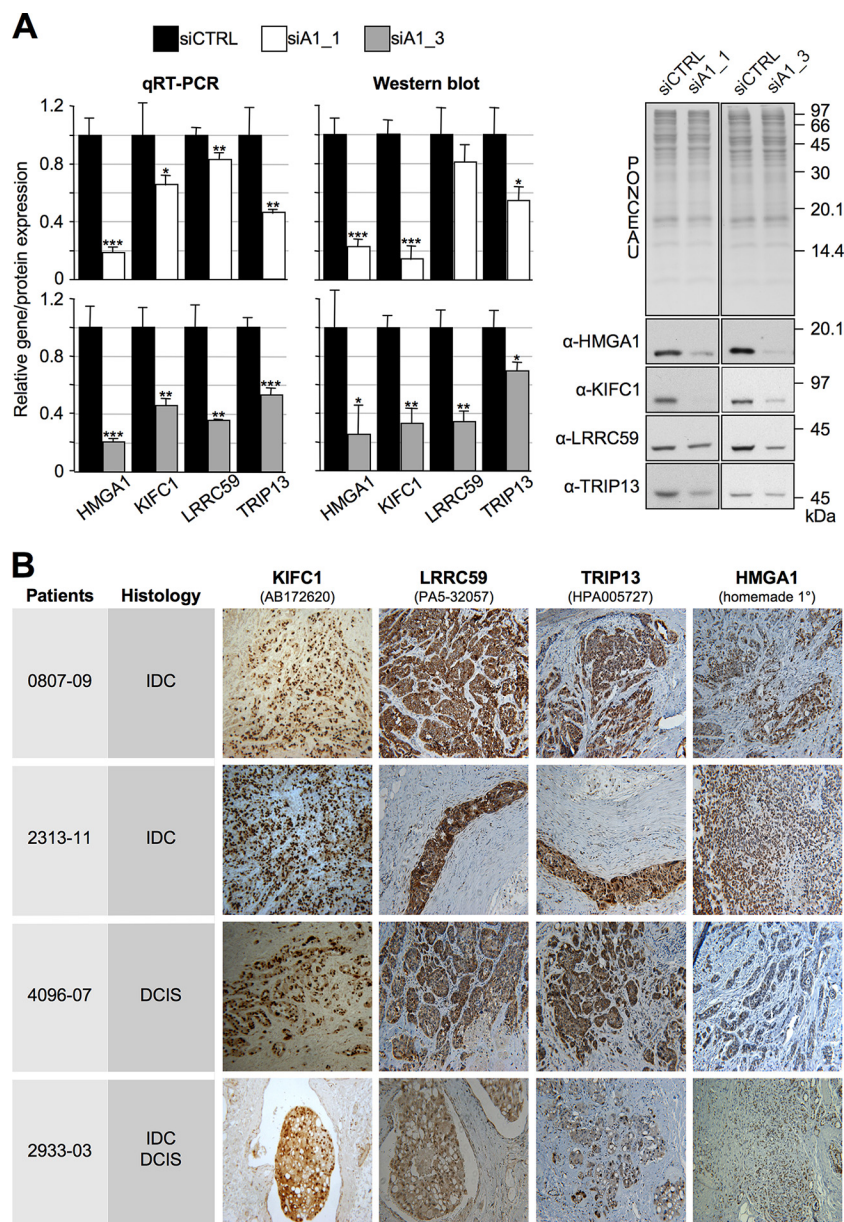 A
siCTRL siA1_1 siA1_3
qRT-PCR
Western blot
Relative gene/protein expression
1.2
0.8
0.4
0
*** * ** **
*** *** *
1.2
0.8
0.4
0
*** ** ** ***
* ** ** *
HMGA1 KIFC1 LRRC59 TRIP13
HMGA1 KIFC1 LRRC59 TRIP13
siCTRL siA1_1 siCTRL siA1_3
PONCEAU
97
66
45
30
20.1
14.4
α-HMGA1 20.1
α-KIFC1 97
α-LRRC59 45
α-TRIP13 45
kDa
B
Patients Histology KIFC1 LRRC59 TRIP13 HMGA1
(AB172620) (PA5-32057) (HPA005727) (homemade 1°)
0807-09 IDC
2313-11 IDC
4096-07 DCIS
2933-03 IDC
DCIS